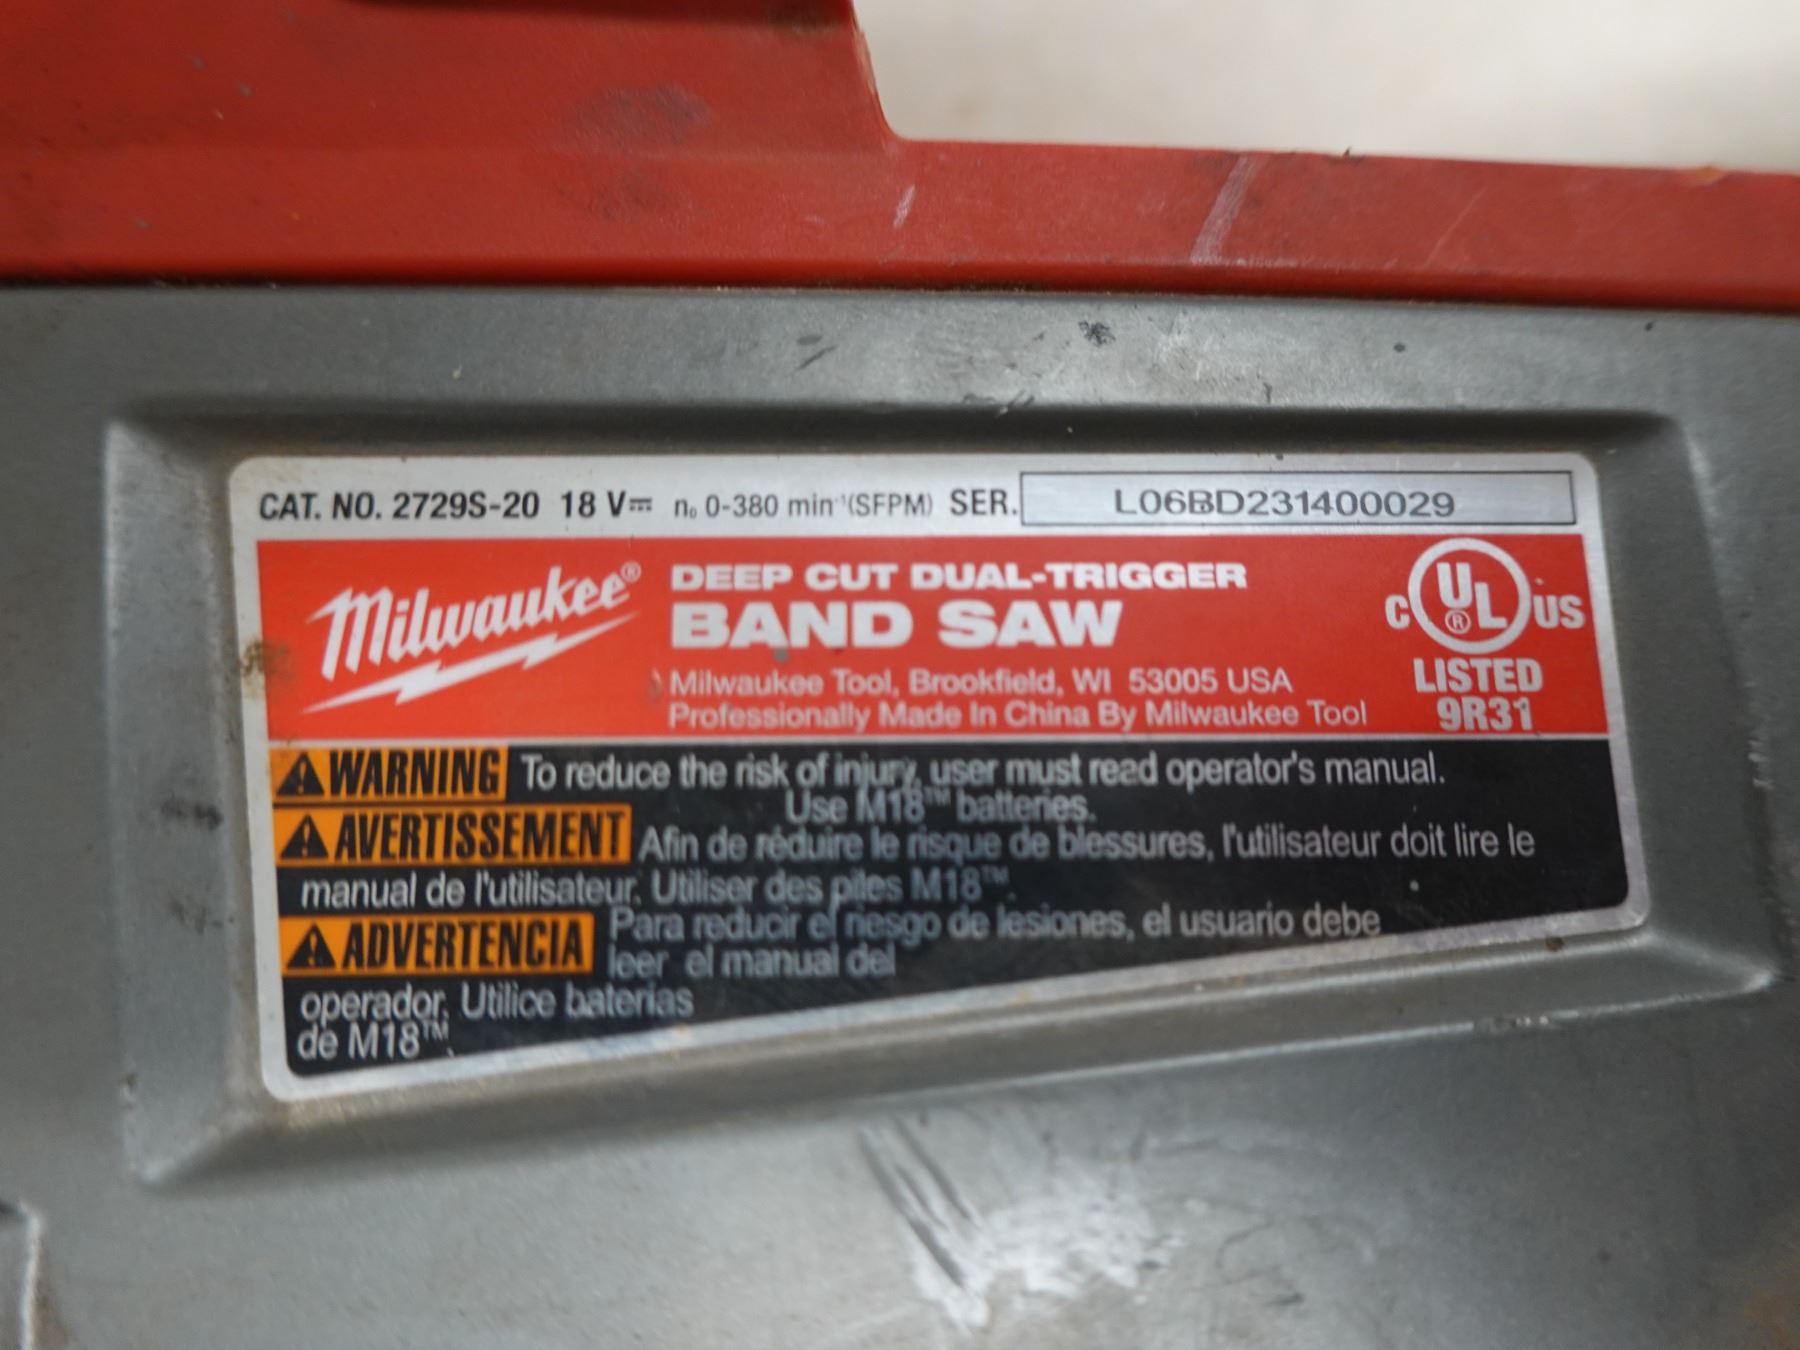 CAT. NO. 2729S-20 18 V⎓ n₀ 0-380 min⁻¹(SFPM) SER. L06BD231400029
Milwaukee®
DEEP CUT DUAL-TRIGGER
BAND SAW
Milwaukee Tool, Brookfield, WI 53005 USA
Professionally Made In China By Milwaukee Tool
C UL® US
LISTED
9R31
⚠WARNING To reduce the risk of injury, user must read operator's manual.
Use M18™ batteries.
⚠AVERTISSEMENT Afin de réduire le risque de blessures, l'utilisateur doit lire le
manual de l'utilisateur. Utiliser des piles M18™.
⚠ADVERTENCIA Para reducir el riesgo de lesiones, el usuario debe
leer el manual del
operador. Utilice baterías
de M18™.